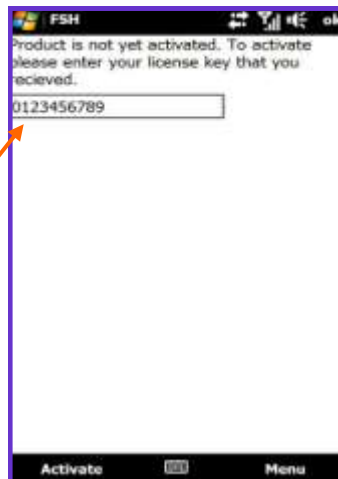 FSH ok
Product is not yet activated. To activate
please enter your license key that you
recieved.
0123456789
Activate Menu